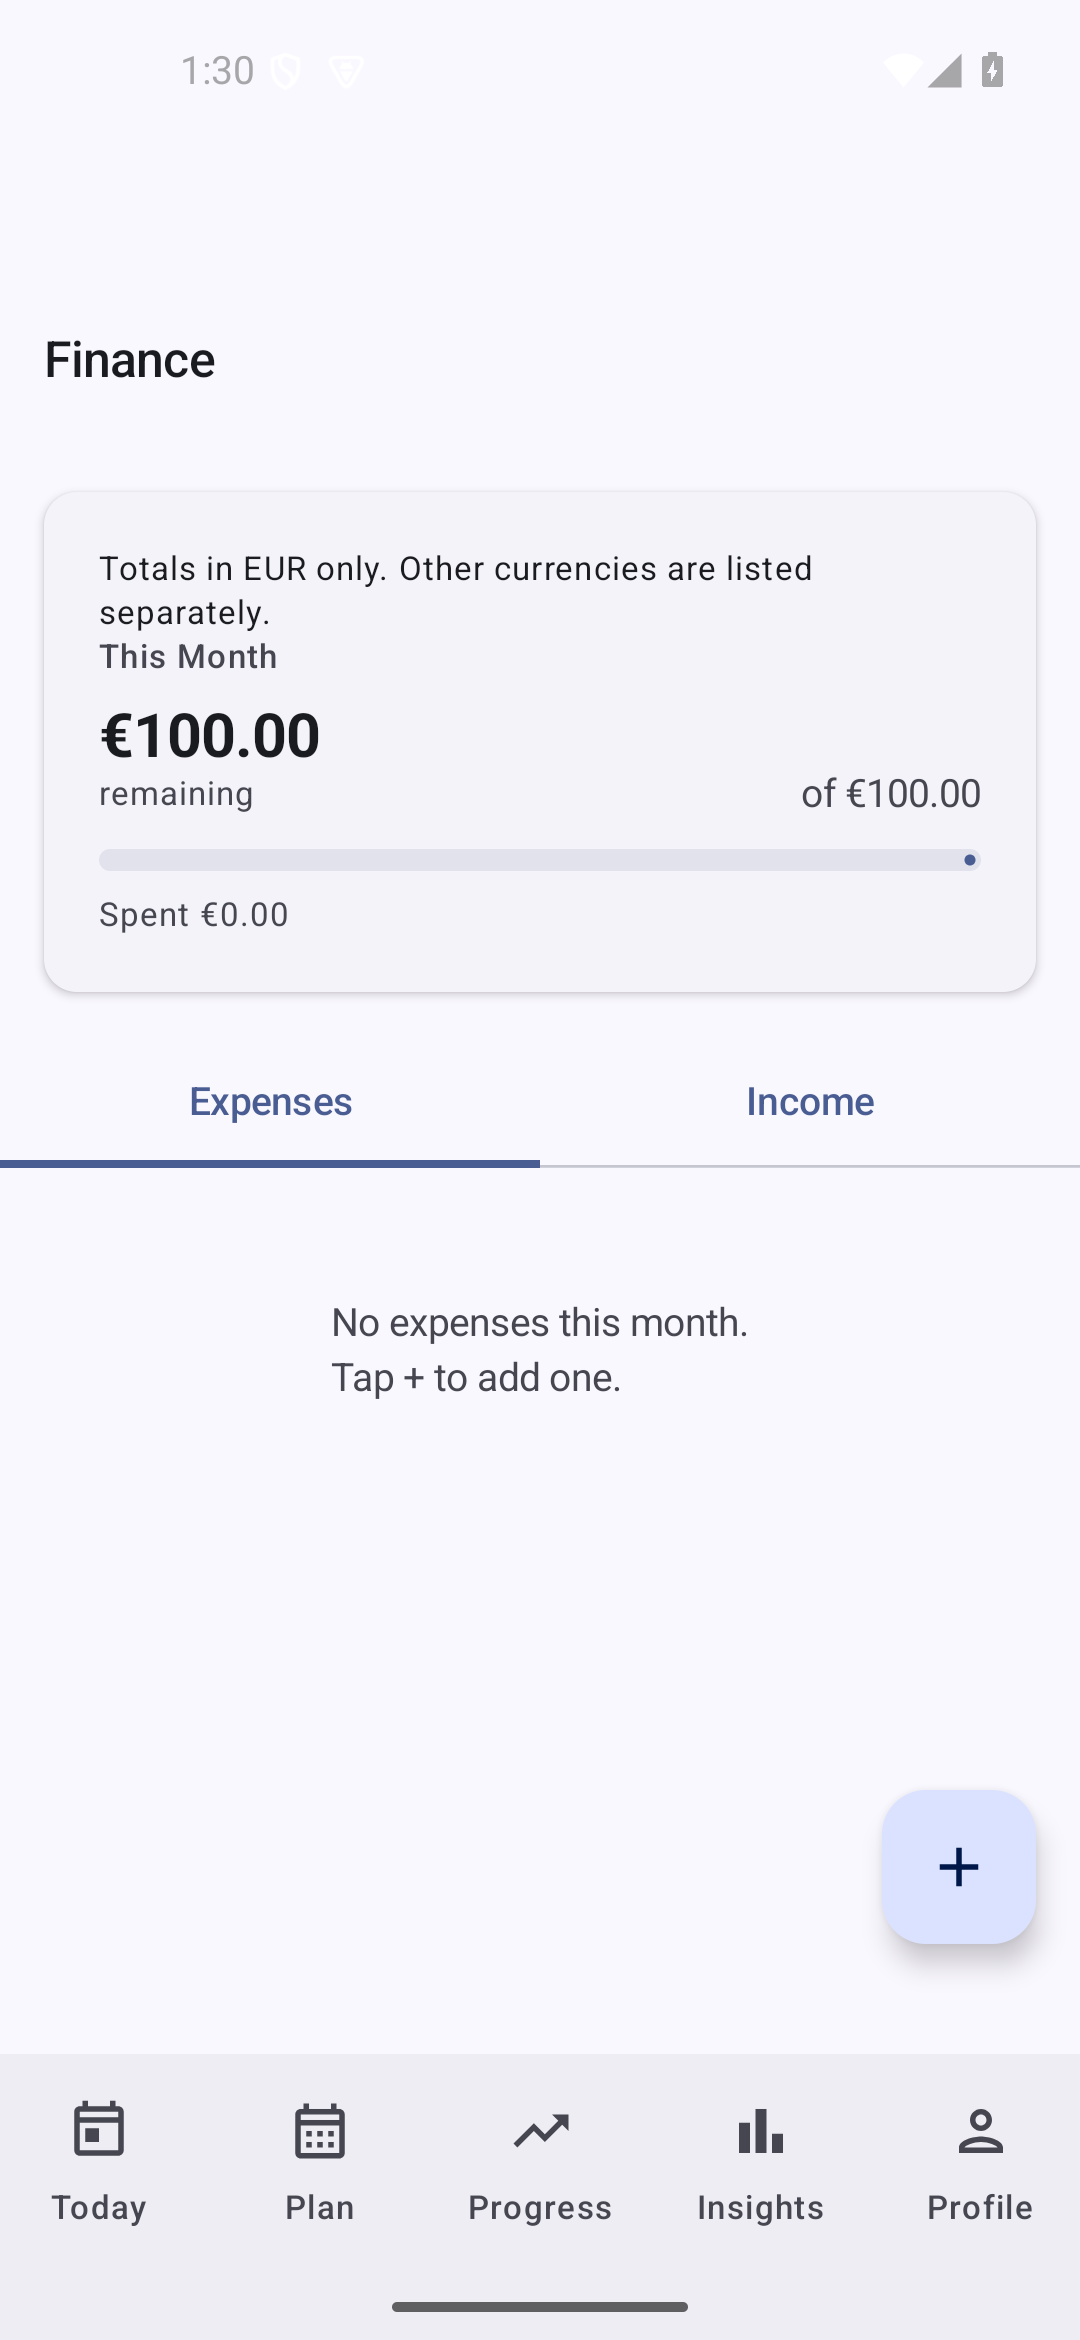 1:30
Finance
Totals in EUR only. Other currencies are listed
separately.
This Month
€100.00
remaining
of €100.00
Spent €0.00
Expenses
Income
No expenses this month.
Tap + to add one.
Today
Plan
Progress
Insights
Profile